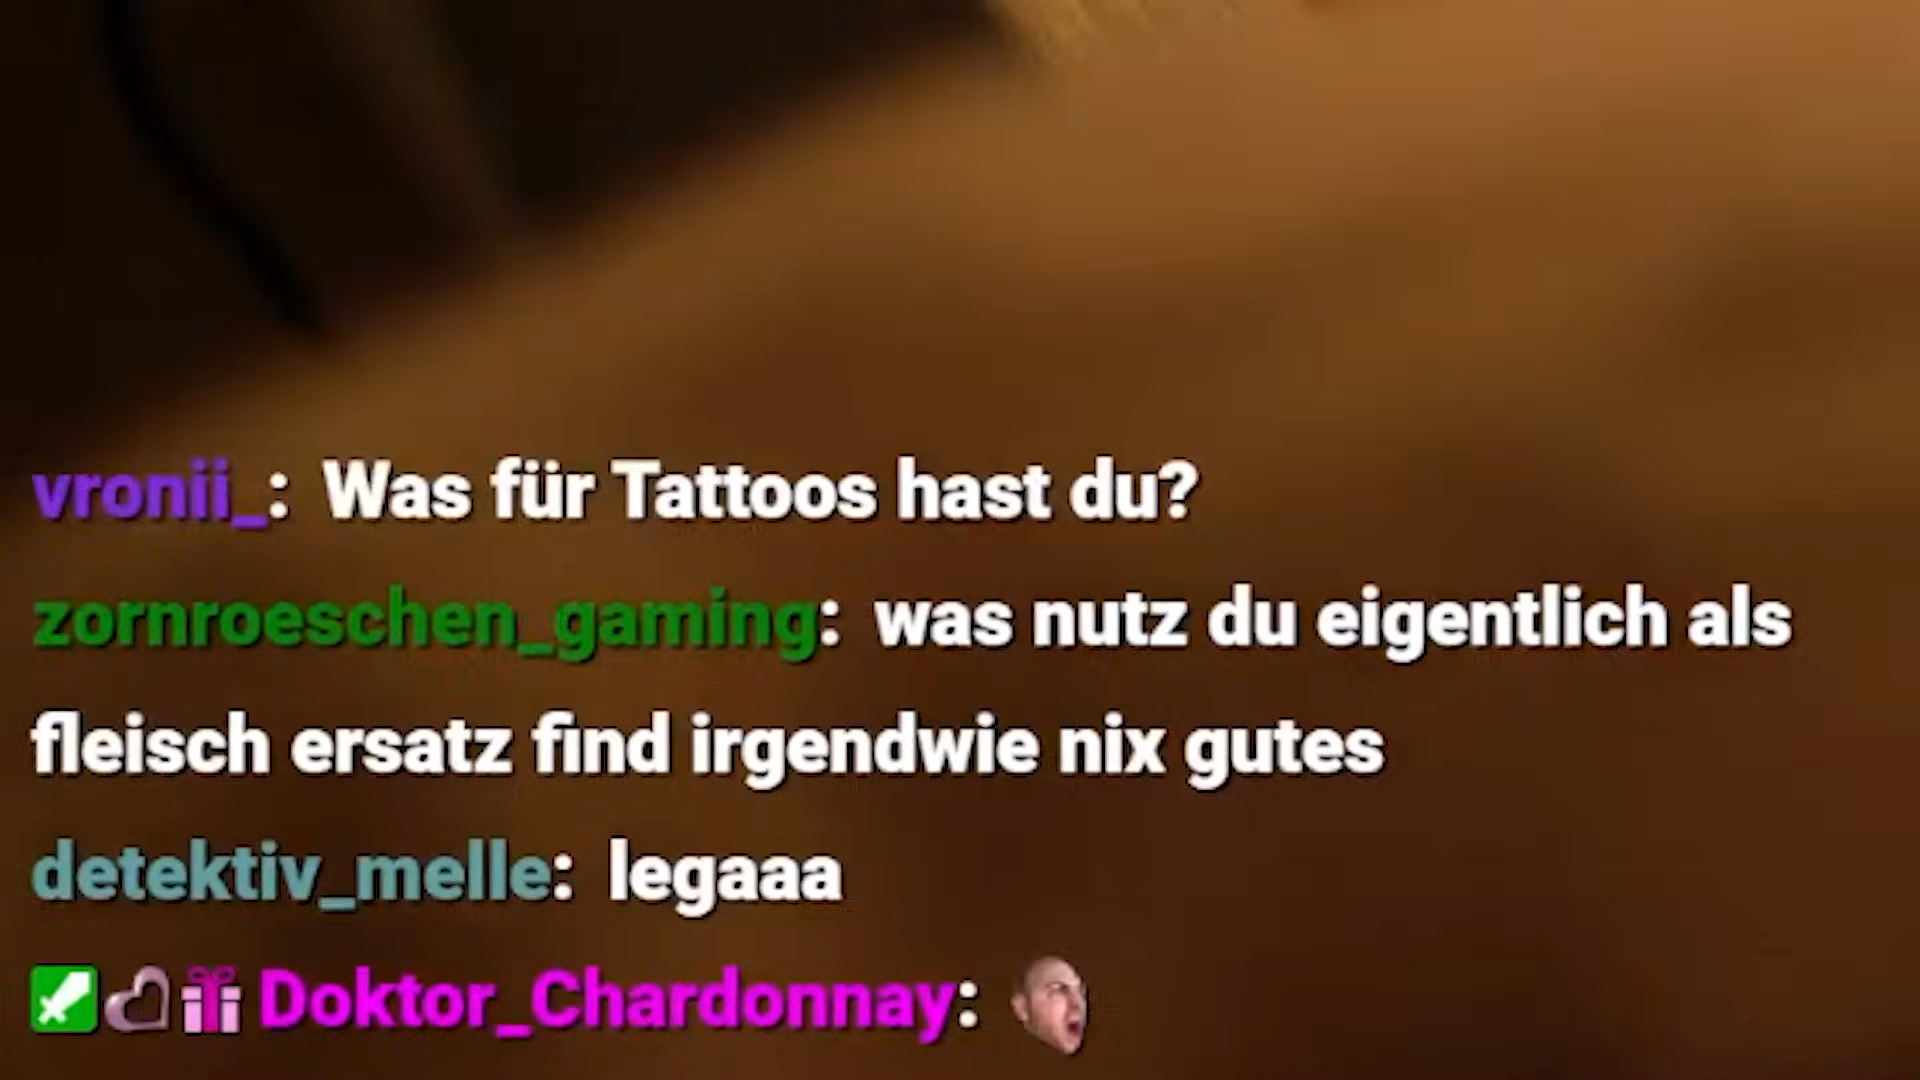 vronii_: Was für Tattoos hast du?
zornroeschen_gaming: was nutz du eigentlich als
fleisch ersatz find irgendwie nix gutes
detektiv_melle: legaaa
Doktor_Chardonnay: